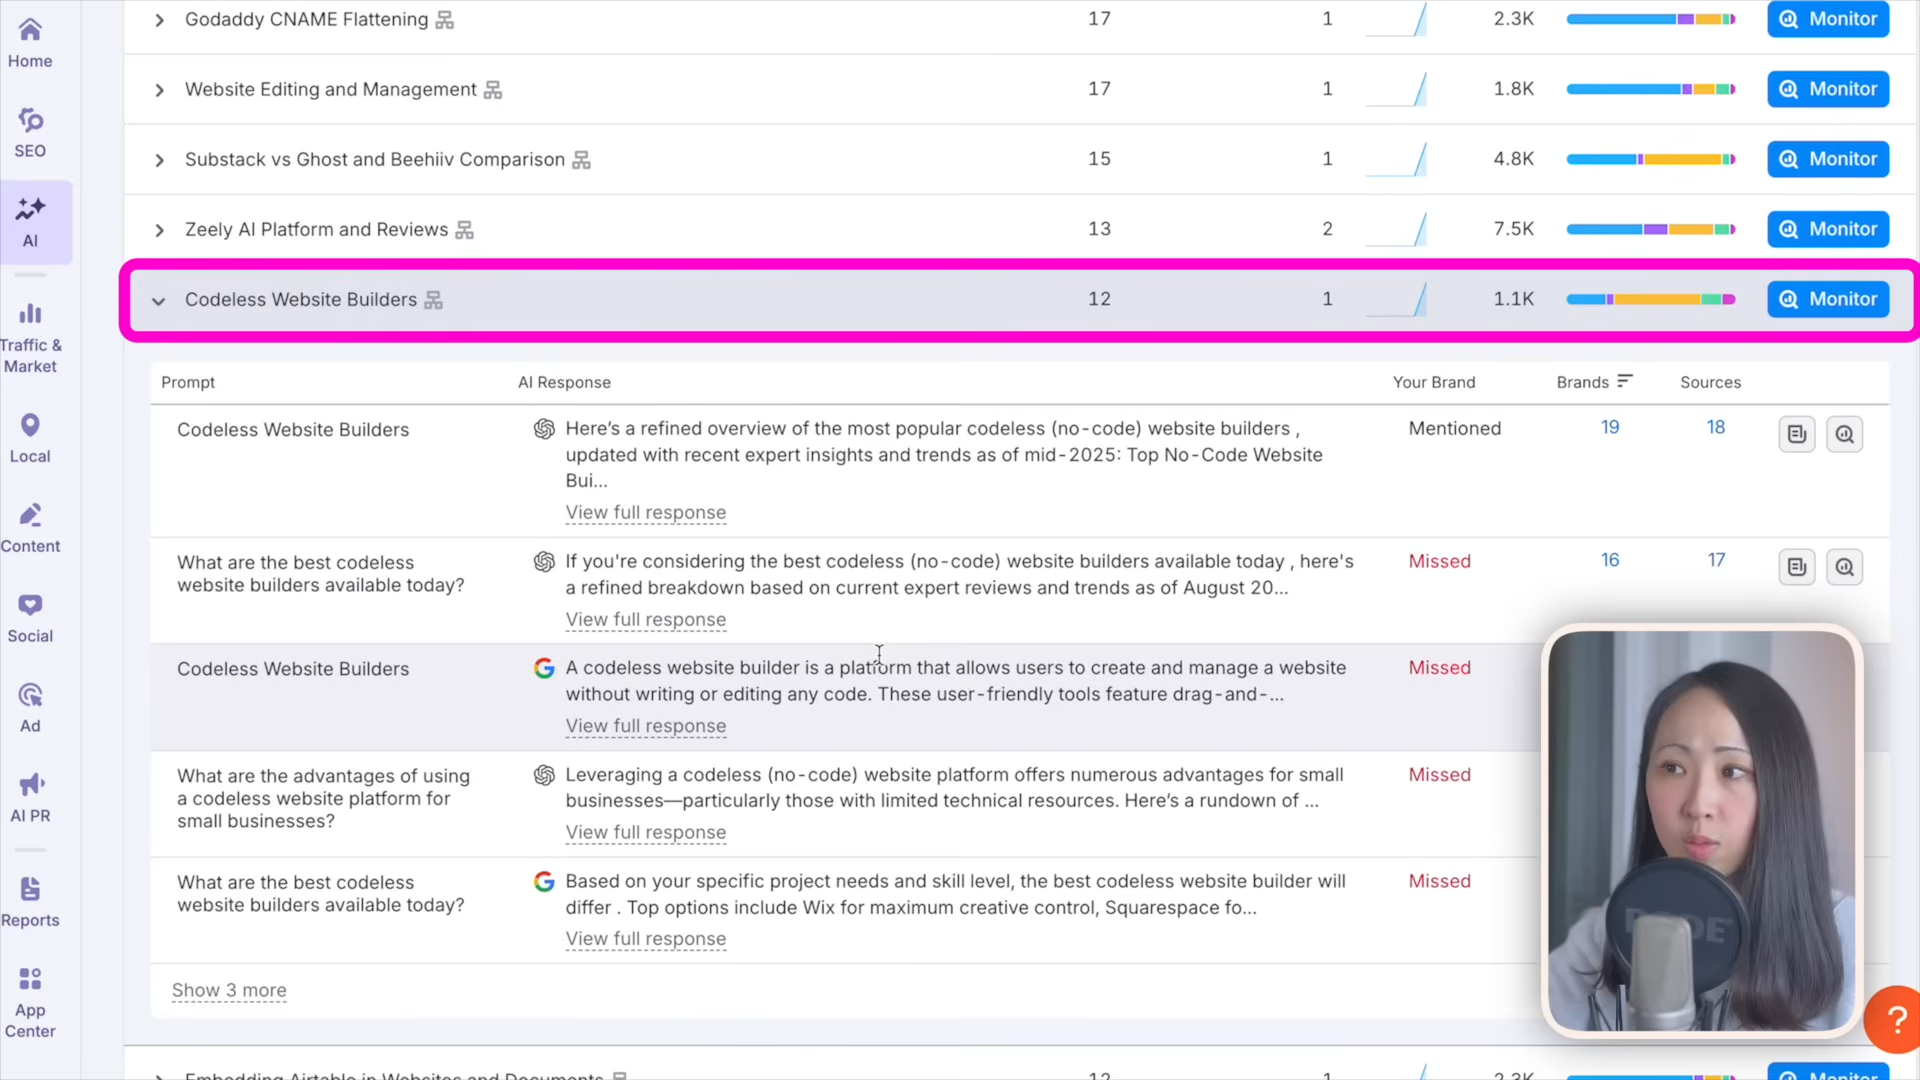 Godaddy CNAME Flattening 17 1 2.3K Monitor
Home
Website Editing and Management 17 1 1.8K Monitor
SEO
Substack vs Ghost and Beehiiv Comparison 15 1 4.8K Monitor
AI
Zeely AI Platform and Reviews 13 2 7.5K Monitor
Codeless Website Builders 12 1 1.1K Monitor
Traffic &
Market
Local
Content
Social
Ad
AI PR
Reports
App
Center
Prompt AI Response Your Brand Brands Sources
Codeless Website Builders
Here's a refined overview of the most popular codeless (no-code) website builders ,
updated with recent expert insights and trends as of mid-2025: Top No-Code Website
Bui...
View full response
Mentioned 19 18
What are the best codeless
website builders available today?
If you're considering the best codeless (no-code) website builders available today , here's
a refined breakdown based on current expert reviews and trends as of August 20...
View full response
Missed 16 17
Codeless Website Builders
A codeless website builder is a platform that allows users to create and manage a website
without writing or editing any code. These user-friendly tools feature drag-and-...
View full response
Missed
What are the advantages of using
a codeless website platform for
small businesses?
Leveraging a codeless (no-code) website platform offers numerous advantages for small
businesses—particularly those with limited technical resources. Here's a rundown of ...
View full response
Missed
What are the best codeless
website builders available today?
Based on your specific project needs and skill level, the best codeless website builder will
differ . Top options include Wix for maximum creative control, Squarespace fo...
View full response
Missed
Show 3 more
RODE
?
Embedding Airtable in Websites and Documents 12 1 2.3K Monitor